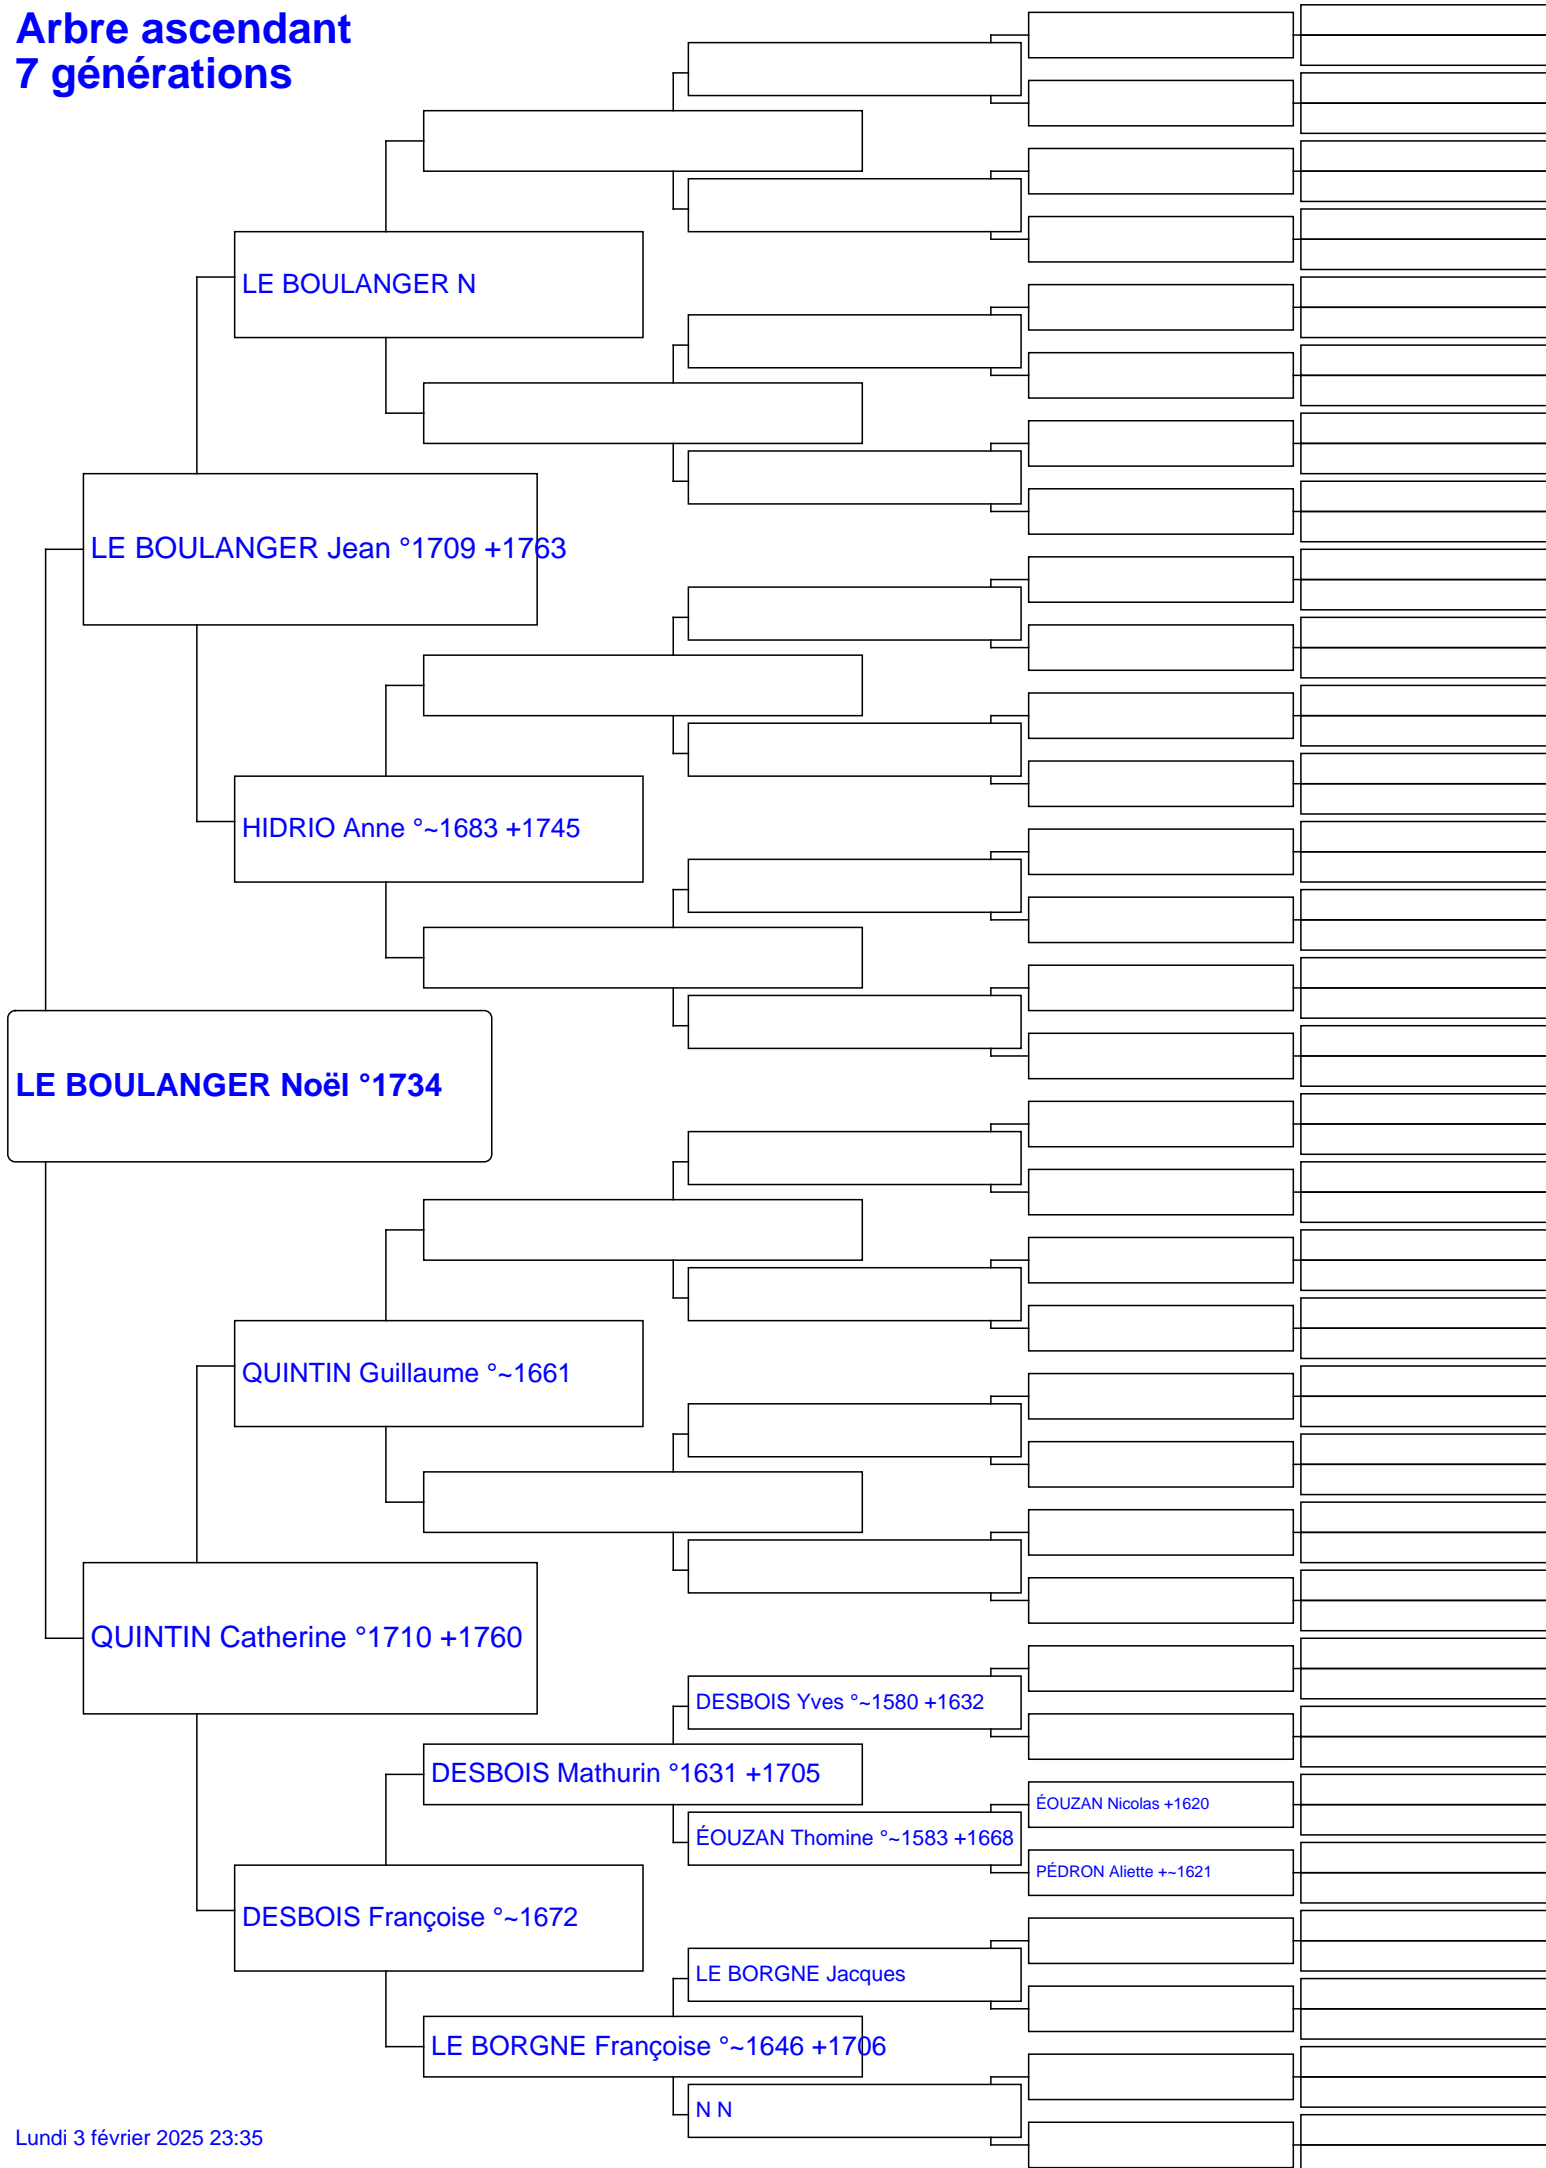 Arbre ascendant
7 générations
LE BOULANGER N
LE BOULANGER Jean °1709 +1763
HIDRIO Anne °~1683 +1745
LE BOULANGER Noël °1734
QUINTIN Guillaume °~1661
QUINTIN Catherine °1710 +1760
DESBOIS Yves °~1580 +1632
DESBOIS Mathurin °1631 +1705
ÉOUZAN Nicolas +1620
ÉOUZAN Thomine °~1583 +1668
PÉDRON Aliette +~1621
DESBOIS Françoise °~1672
LE BORGNE Jacques
LE BORGNE Françoise °~1646 +1706
N N
Lundi 3 février 2025 23:35